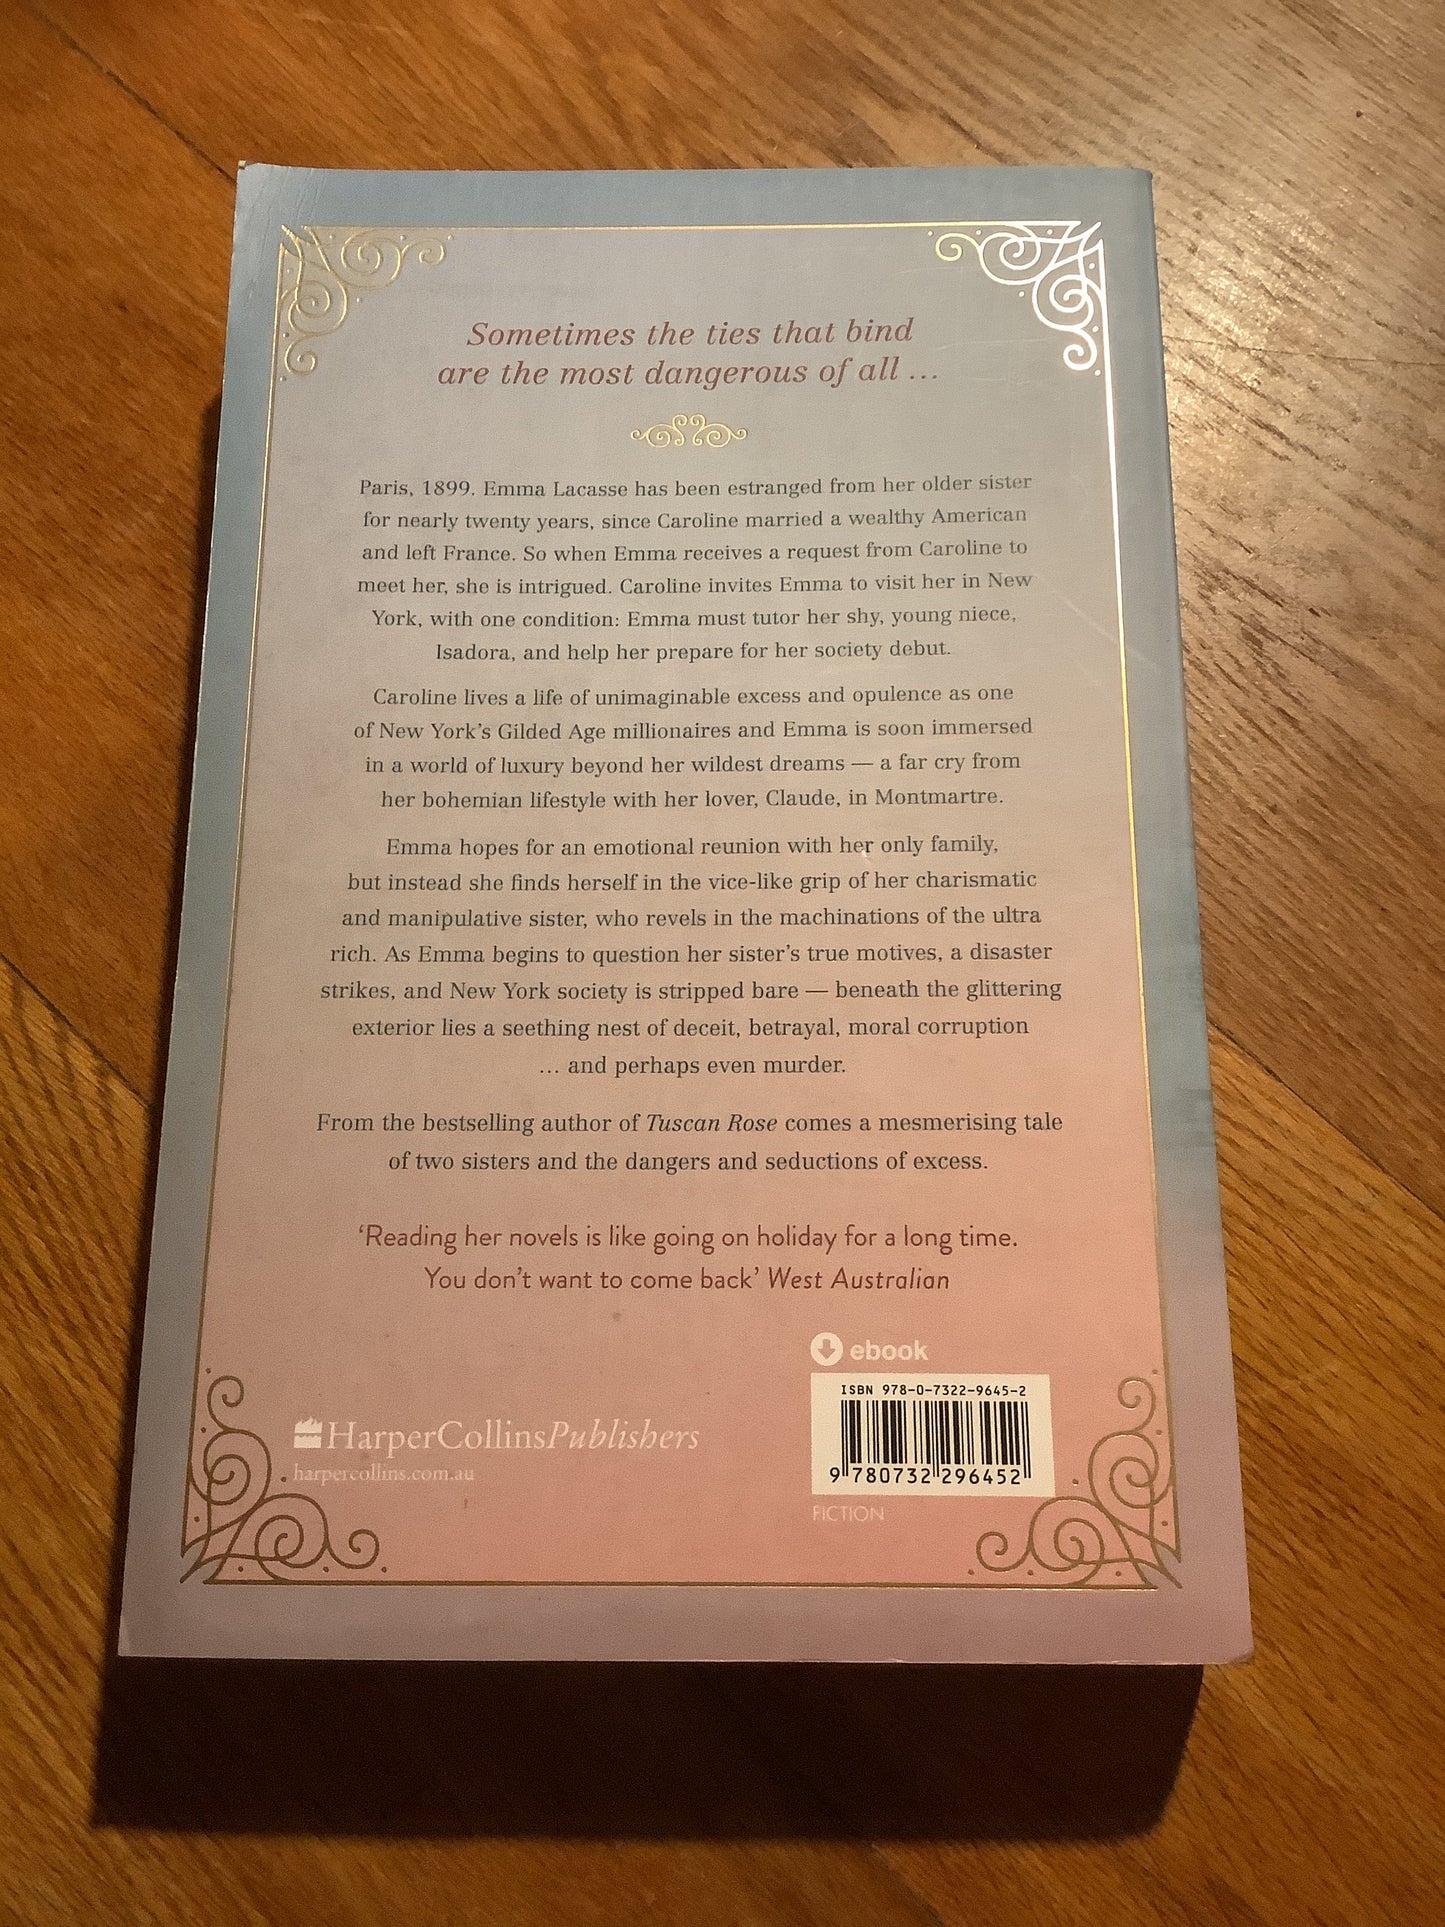 Sometimes the ties that bind
are the most dangerous of all ...
Paris, 1899. Emma Lacasse has been estranged from her older sister
for nearly twenty years, since Caroline married a wealthy American
and left France. So when Emma receives a request from Caroline to
meet her, she is intrigued. Caroline invites Emma to visit her in New
York, with one condition: Emma must tutor her shy, young niece,
Isadora, and help her prepare for her society debut.
Caroline lives a life of unimaginable excess and opulence as one
of New York's Gilded Age millionaires and Emma is soon immersed
in a world of luxury beyond her wildest dreams — a far cry from
her bohemian lifestyle with her lover, Claude, in Montmartre.
Emma hopes for an emotional reunion with her only family,
but instead she finds herself in the vice-like grip of her charismatic
and manipulative sister, who revels in the machinations of the ultra
rich. As Emma begins to question her sister's true motives, a disaster
strikes, and New York society is stripped bare — beneath the glittering
exterior lies a seething nest of deceit, betrayal, moral corruption
... and perhaps even murder.
From the bestselling author of Tuscan Rose comes a mesmerising tale
of two sisters and the dangers and seductions of excess.
‘Reading her novels is like going on holiday for a long time.
You don't want to come back’ West Australian
ebook
ISBN 978-0-7322-9645-2
9 780732 296452
FICTION
HarperCollinsPublishers
harpercollins.com.au